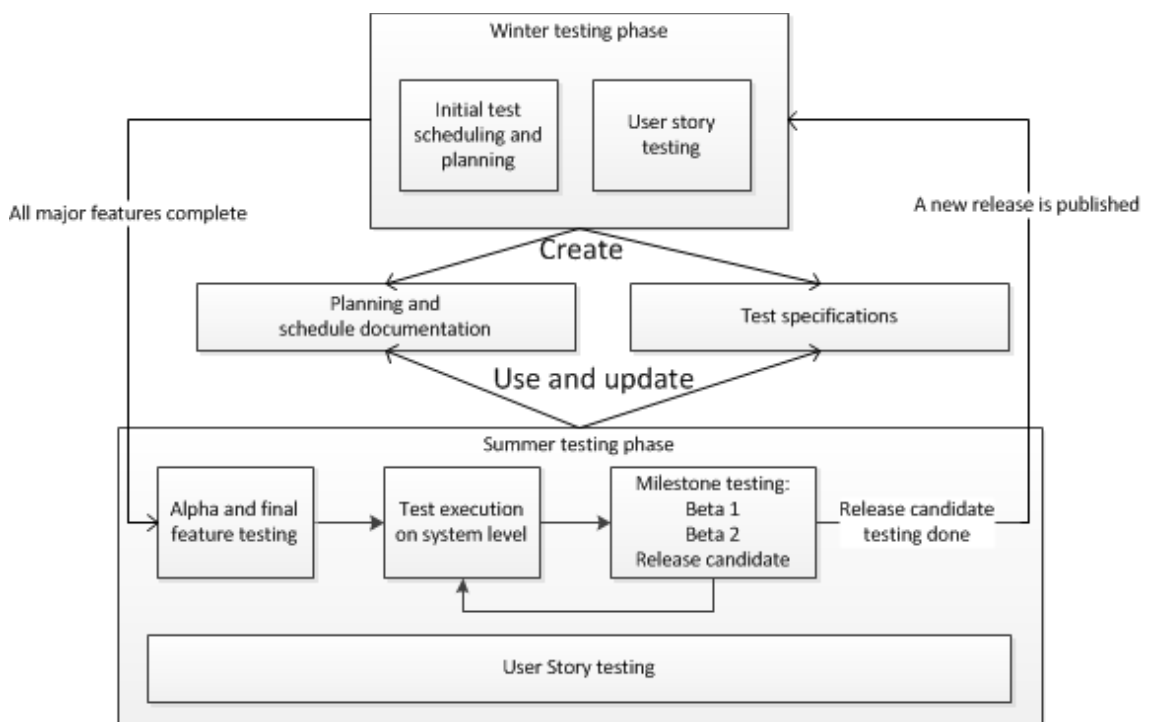 Winter testing phase
Initial test
scheduling and
planning
User story
testing
All major features complete
A new release is published
Create
Planning and
schedule documentation
Test specifications
Use and update
Summer testing phase
Alpha and final
feature testing
Test execution
on system level
Milestone testing:
Beta 1
Beta 2
Release candidate
Release candidate
testing done
User Story testing